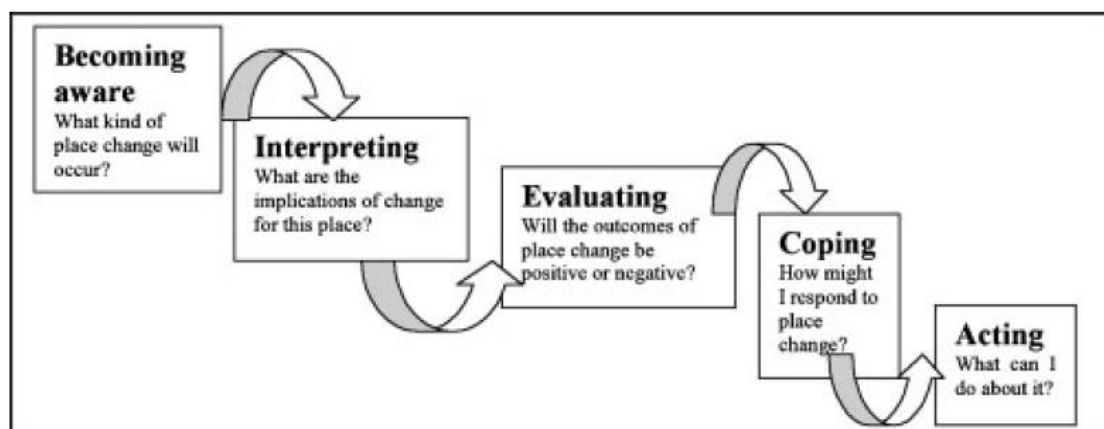 Becoming
aware
What kind of
place change will
occur?
Interpreting
What are the
implications of change
for this place?
Evaluating
Will the outcomes of
place change be
positive or negative?
Coping
How might
I respond to
place
change?
Acting
What can I
do about it?